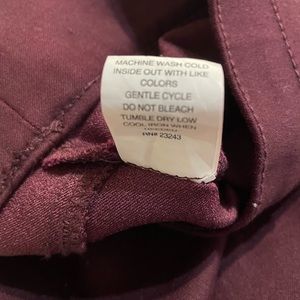 MACHINE WASH COLD
INSIDE OUT WITH LIKE
COLORS
GENTLE CYCLE
DO NOT BLEACH
TUMBLE DRY LOW
COOL IRON WHEN
NEEDED
RN# 23243